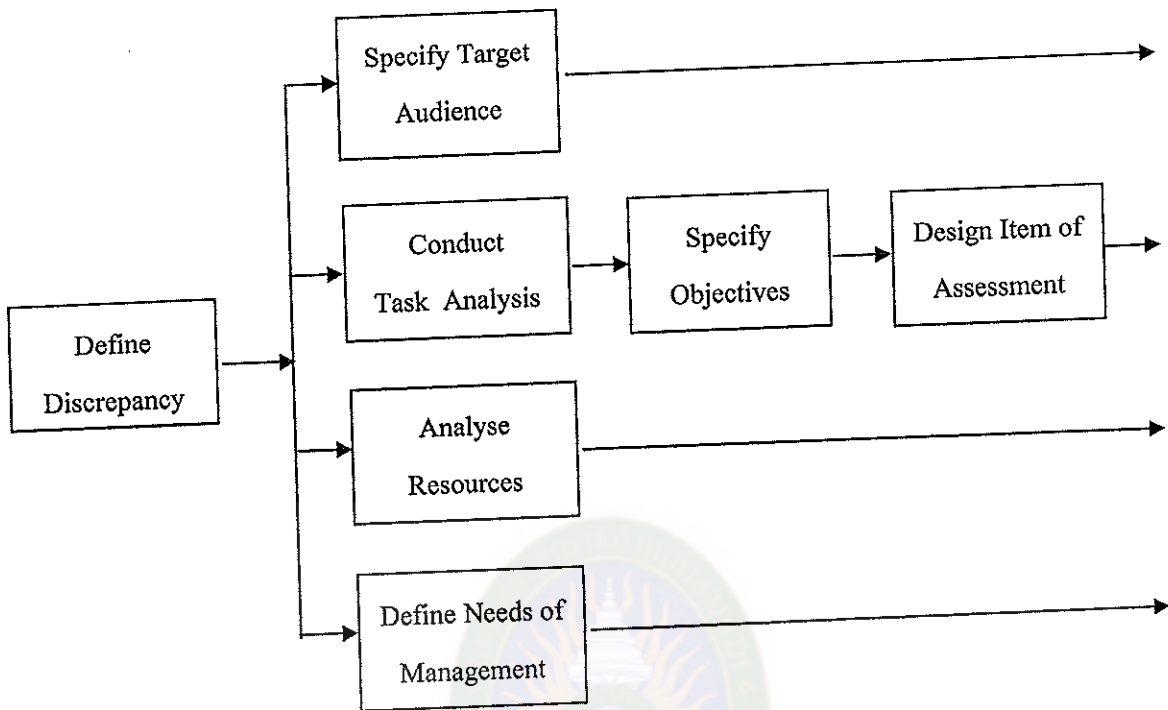 Specify Target
Audience
Conduct
Task Analysis
Specify
Objectives
Design Item of
Assessment
Define
Discrepancy
Analyse
Resources
Define Needs of
Management